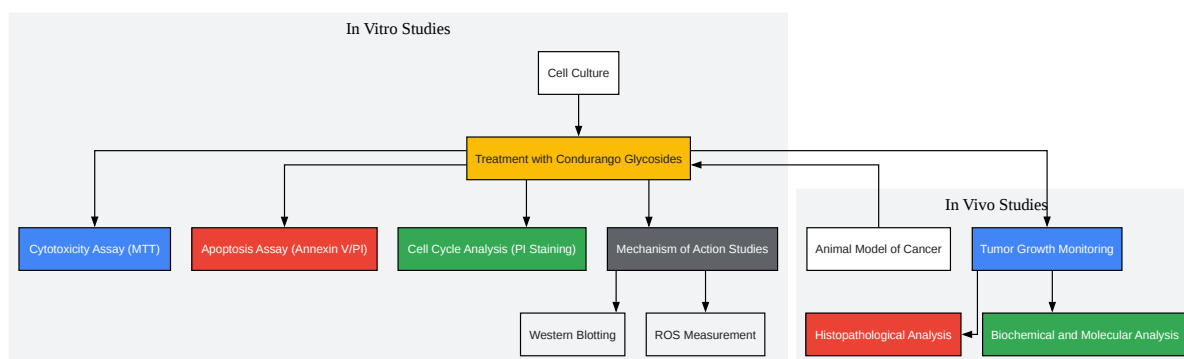 In Vitro Studies
Cell Culture
Treatment with Condurango Glycosides
In Vivo Studies
Cytotoxicity Assay (MTT)
Apoptosis Assay (Annexin V/PI)
Cell Cycle Analysis (PI Staining)
Mechanism of Action Studies
Animal Model of Cancer
Tumor Growth Monitoring
Western Blotting
ROS Measurement
Histopathological Analysis
Biochemical and Molecular Analysis